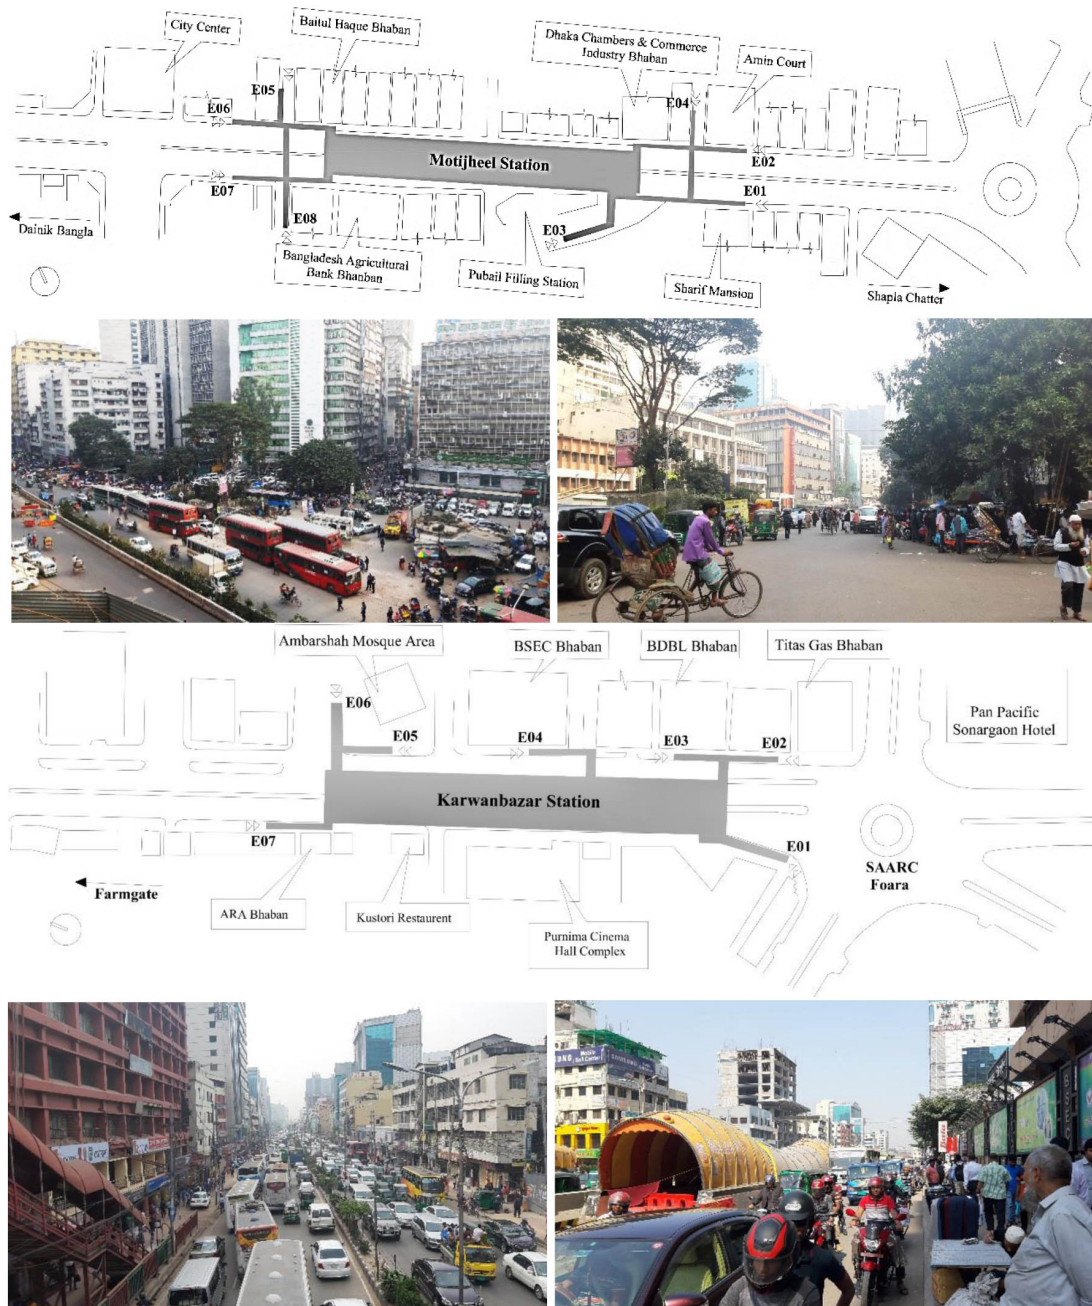 City Center
Baitul Haque Bhaban
Dhaka Chambers & Commerce
Industry Bhaban
Amin Court
E05
E06
E04
Motijheel Station
E02
E01
E07
E08
E03
Dainik Bangla
Bangladesh Agricultural
Bank Bhanban
Pubail Filling Station
Sharif Mansion
Shapla Chatter
Ambarshah Mosque Area
BSEC Bhaban
BDBL Bhaban
Titas Gas Bhaban
E06
E05
E04
E03
E02
Pan Pacific
Sonargaon Hotel
Karwanbazar Station
E07
E01
SAARC
Foara
Farmgate
ARA Bhaban
Kustori Restaurent
Purnima Cinema
Hall Complex